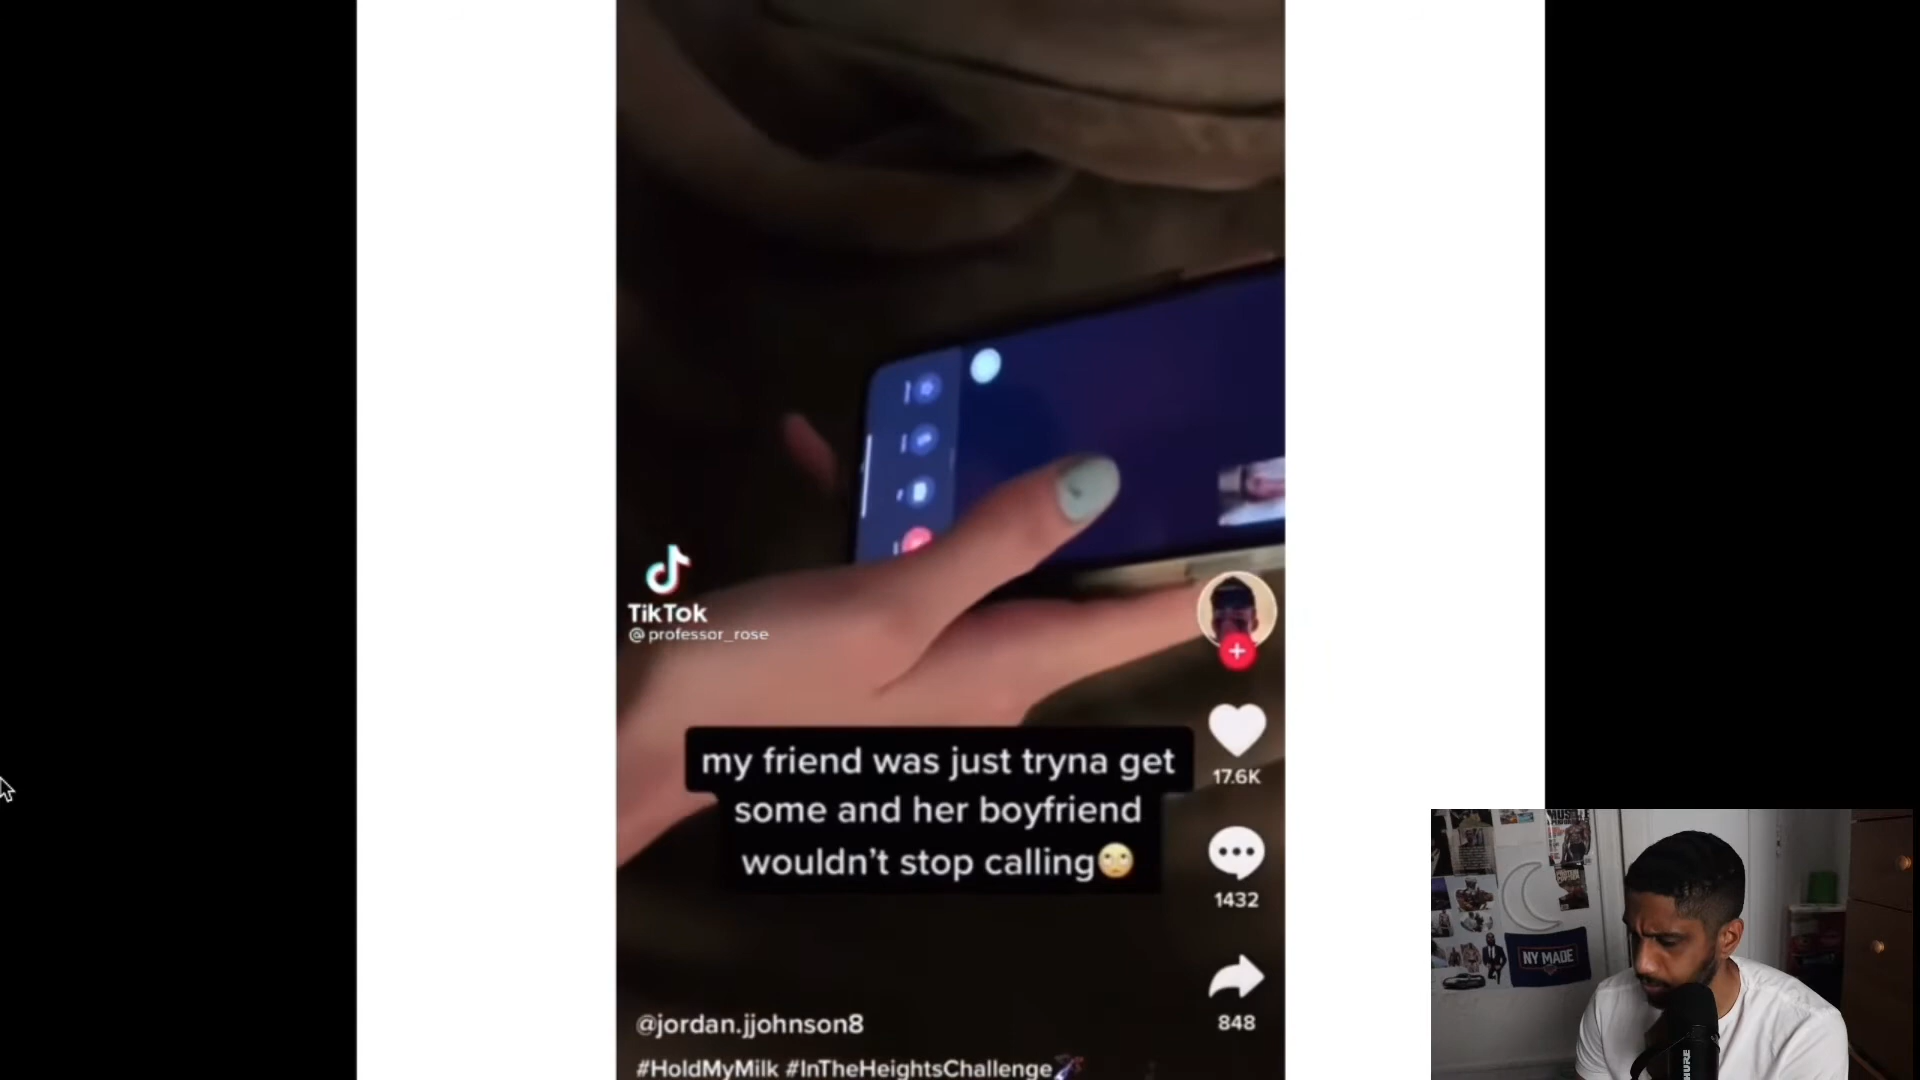 TikTok
@professor_rose
my friend was just tryna get
some and her boyfriend
wouldn't stop calling🙄
17.6K
1432
848
@jordan.jjohnson8
#HoldMyMilk #InTheHeightsChallenge
NY MADE